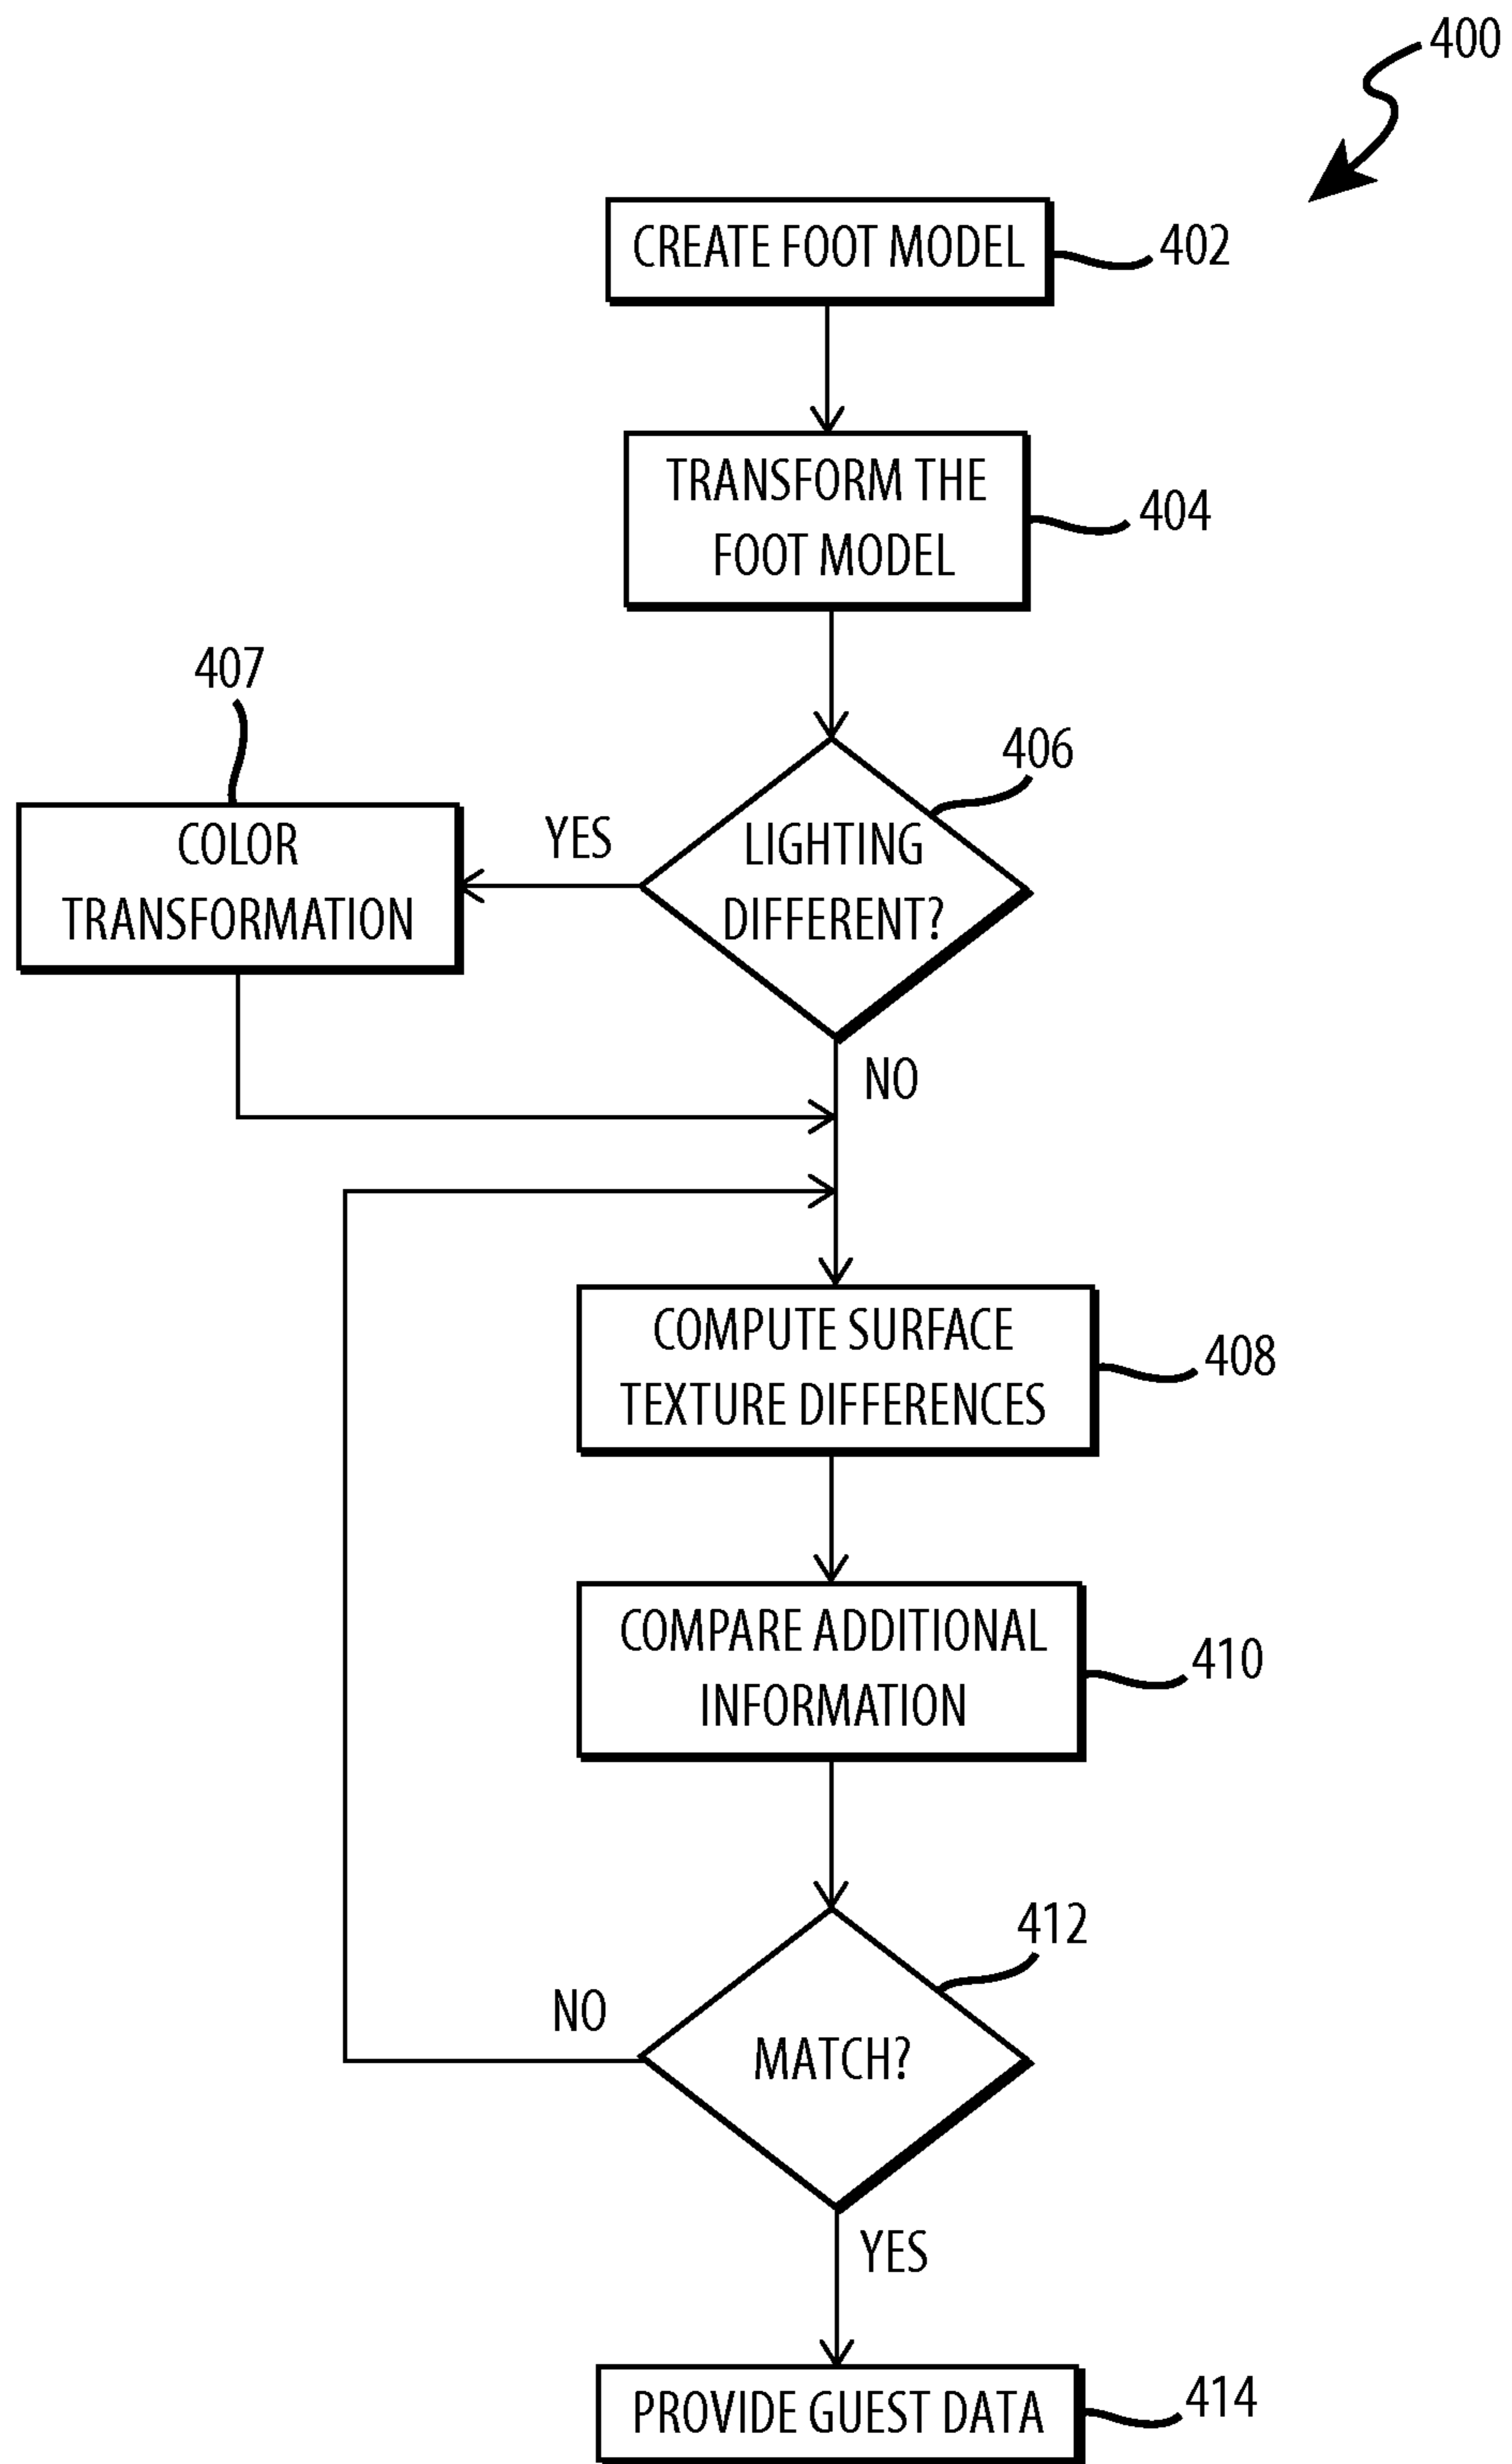 400
CREATE FOOT MODEL
402
TRANSFORM THE
FOOT MODEL
404
407
406
COLOR
TRANSFORMATION
YES
LIGHTING
DIFFERENT?
NO
COMPUTE SURFACE
TEXTURE DIFFERENCES
408
COMPARE ADDITIONAL
INFORMATION
410
412
NO
MATCH?
YES
PROVIDE GUEST DATA
414